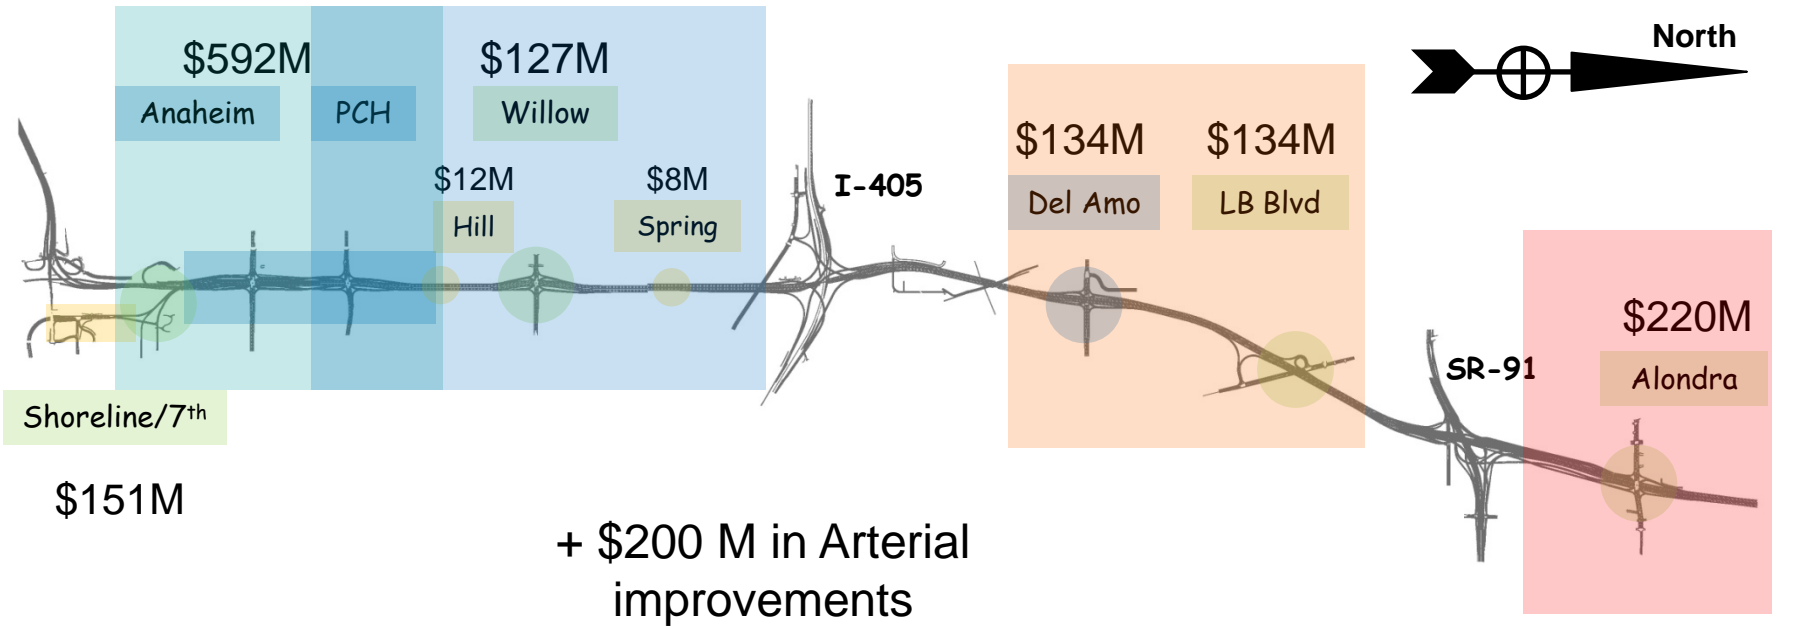 North
$592M
$127M
Anaheim
PCH
Willow
$134M
$134M
$12M
$8M
I-405
Del Amo
LB Blvd
Hill
Spring
$220M
SR-91
Alondra
Shoreline/7th
$151M
+ $200 M in Arterial
improvements